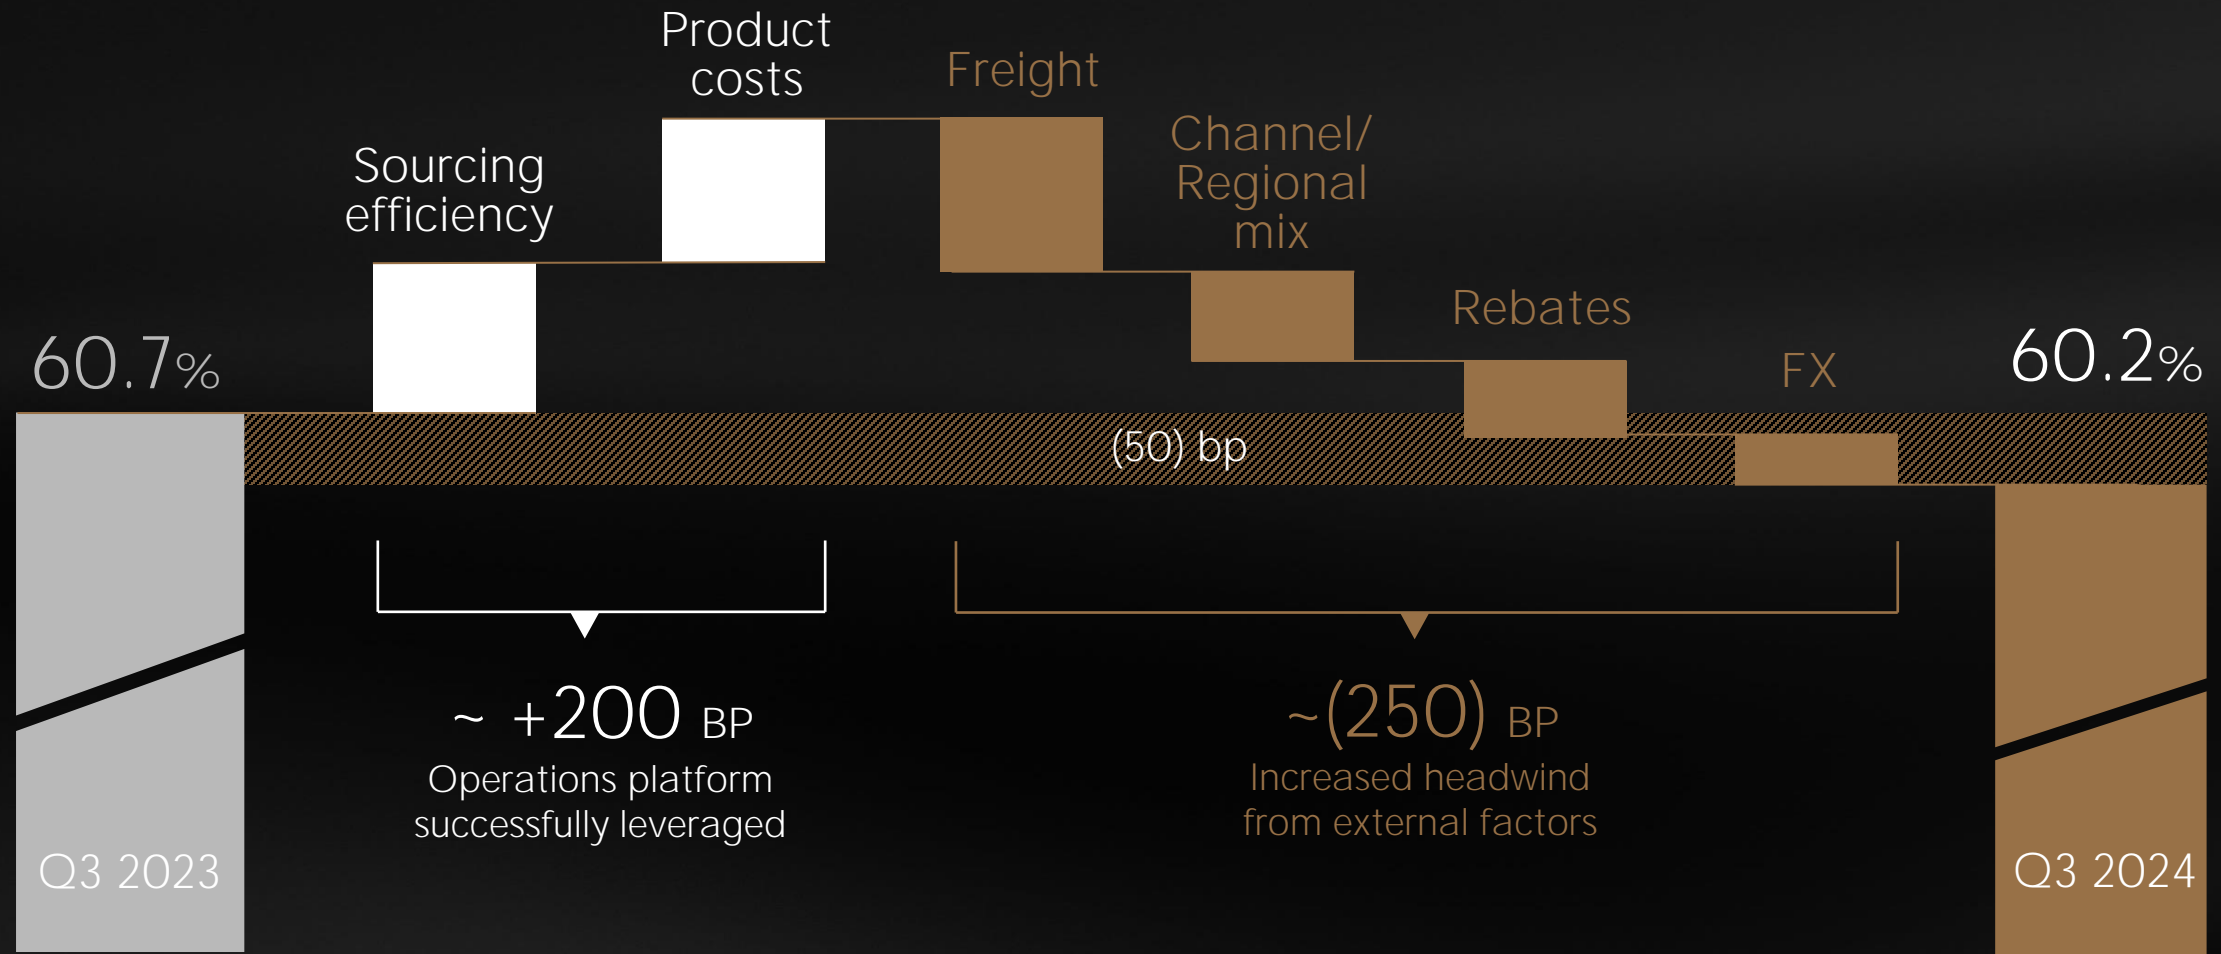 Product
costs
Freight
Channel/
Regional
mix
Sourcing
efficiency
Rebates
FX
60.7%
60.2%
(50) bp
~ +200 BP
Operations platform
successfully leveraged
~(250) BP
Increased headwind
from external factors
Q3 2023
Q3 2024